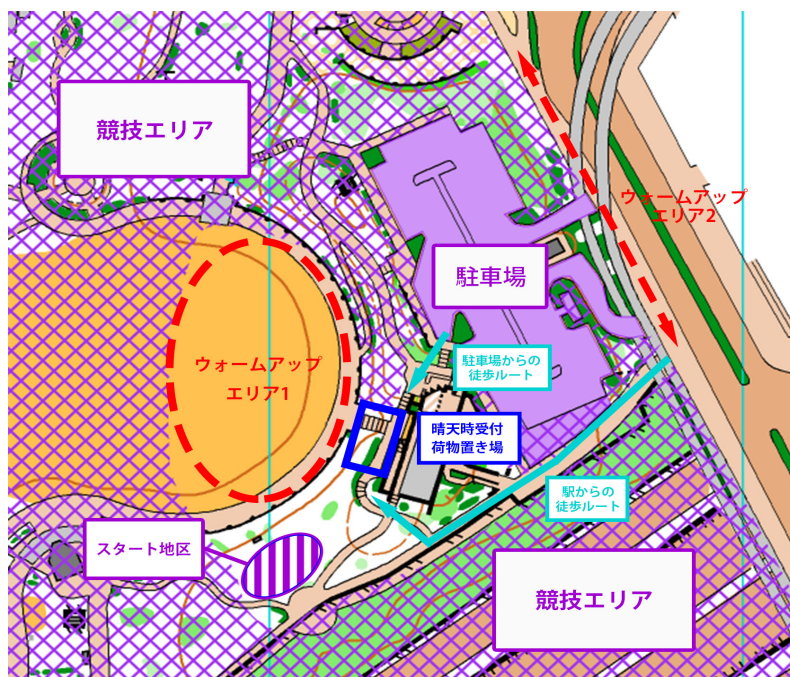 競技エリア
ウォームアップ
エリア2
駐車場
ウォームアップ
エリア1
駐車場からの
徒歩ルート
晴天時受付
荷物置き場
駅からの
徒歩ルート
スタート地区
競技エリア